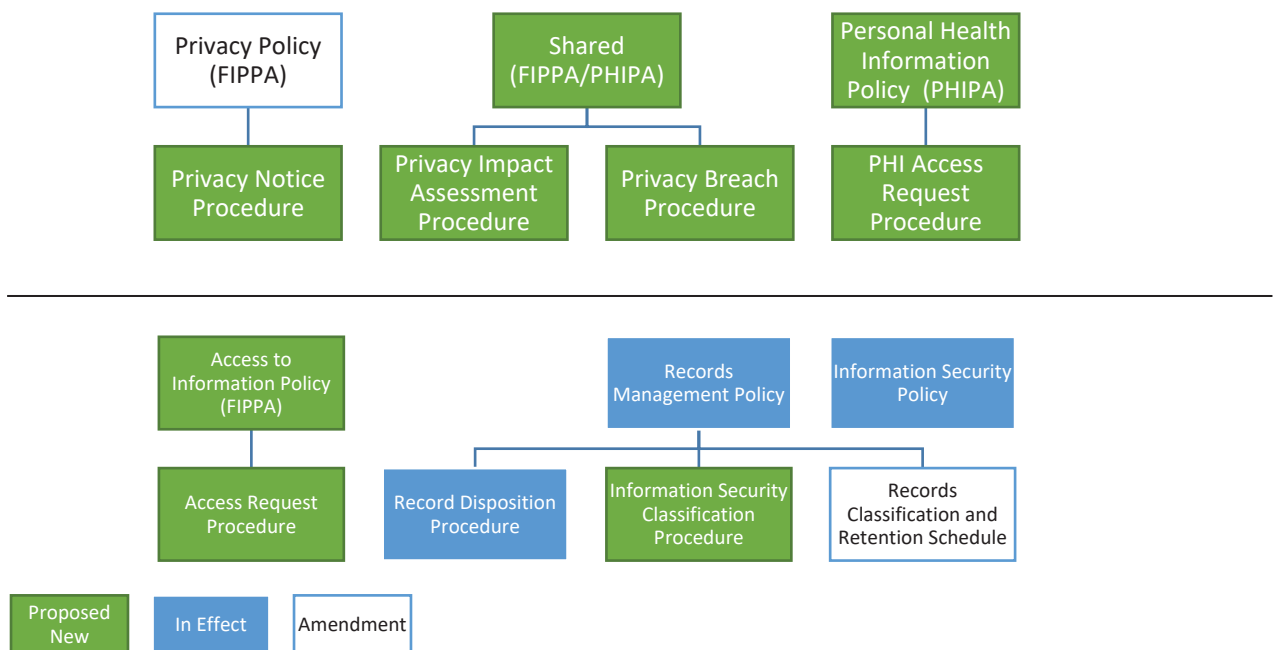 Privacy Policy
(FIPPA)
Shared
(FIPPA/PHIPA)
Personal Health
Information
Policy (PHIPA)
Privacy Notice
Procedure
Privacy Impact
Assessment
Procedure
Privacy Breach
Procedure
PHI Access
Request
Procedure
Access to
Information Policy
(FIPPA)
Records
Management Policy
Information Security
Policy
Access Request
Procedure
Record Disposition
Procedure
Information Security
Classification
Procedure
Records
Classification and
Retention Schedule
Proposed
New
In Effect
Amendment